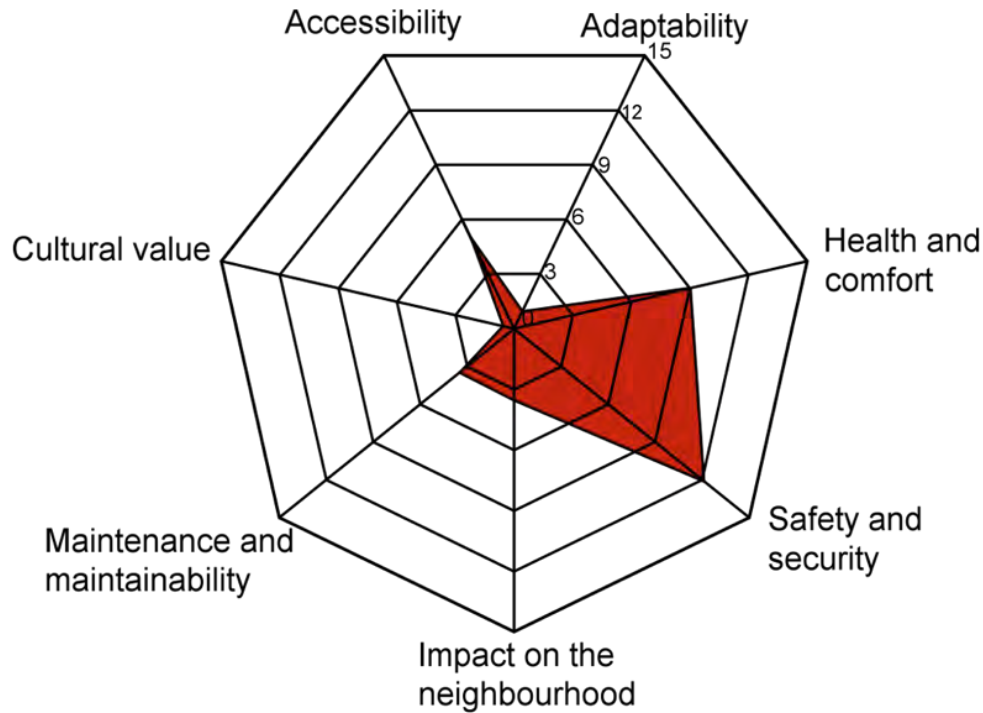 Accessibility
Adaptability
15
12
9
6
3
0
Cultural value
Health and
comfort
Maintenance and
maintainability
Safety and
security
Impact on the
neighbourhood